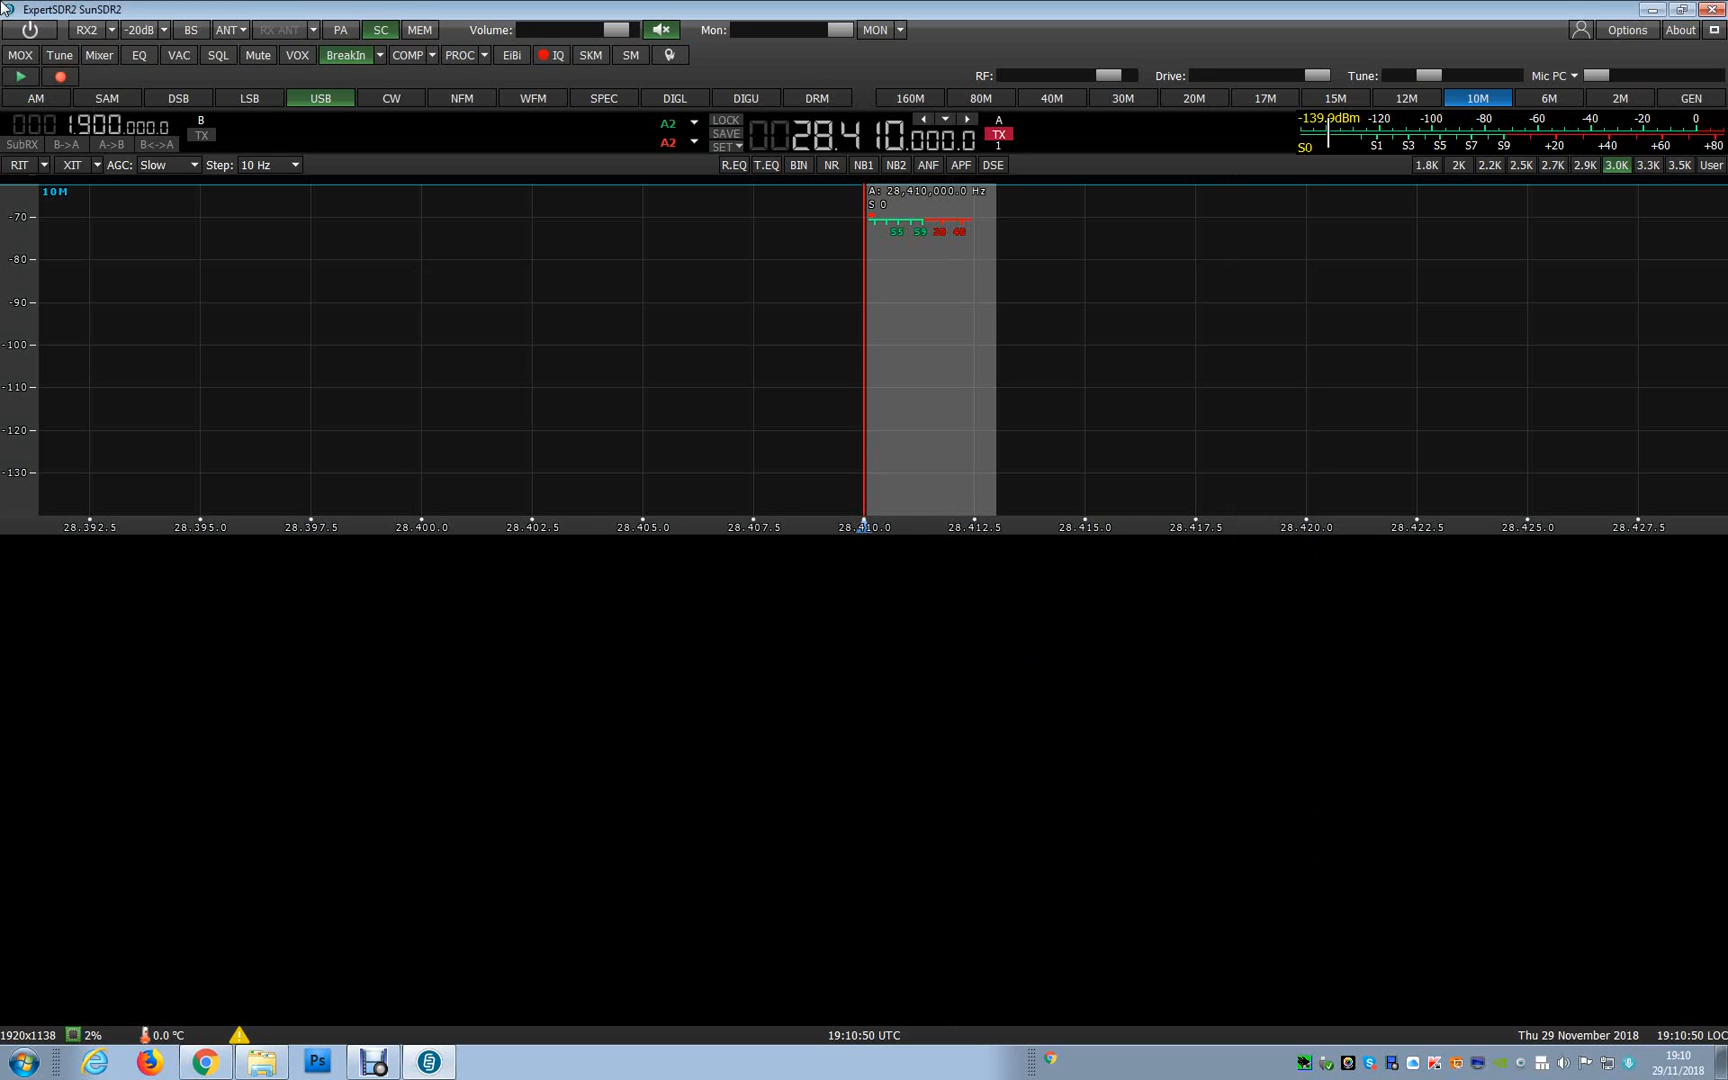 ExpertSDR2 SunSDR2
RX2 -20dB BS ANT RX ANT PA SC MEM Volume: Mon: MON Options About
MOX Tune Mixer EQ VAC SQL Mute VOX BreakIn COMP PROC EiBi IQ SKM SM
RF: Drive: Tune: Mic PC
AM SAM DSB LSB USB CW NFM WFM SPEC DIGL DIGU DRM 160M 80M 40M 30M 20M 17M 15M 12M 10M 6M 2M GEN
1.900.000.0 B A2 LOCK 28.410.000.0 A -139.9dBm -120 -100 -80 -60 -40 -20 0
TX SAVE TX
SubRX B->A A->B B<->A A2 SET 1 S0 S1 S3 S5 S7 S9 +20 +40 +60 +80
RIT XIT AGC: Slow Step: 10 Hz R.EQ T.EQ BIN NR NB1 NB2 ANF APF DSE 1.8K 2K 2.2K 2.5K 2.7K 2.9K 3.0K 3.3K 3.5K User
10M A: 28,410,000.0 Hz
S 0
-70
S5 S9 20 40
-80
-90
-100
-110
-120
-130
28.392.5 28.395.0 28.397.5 28.400.0 28.402.5 28.405.0 28.407.5 28.410.0 28.412.5 28.415.0 28.417.5 28.420.0 28.422.5 28.425.0 28.427.5
1920x1138 2% 0.0 °C 19:10:50 UTC Thu 29 November 2018 19:10:50 LOC
Ps 19:10
29/11/2018